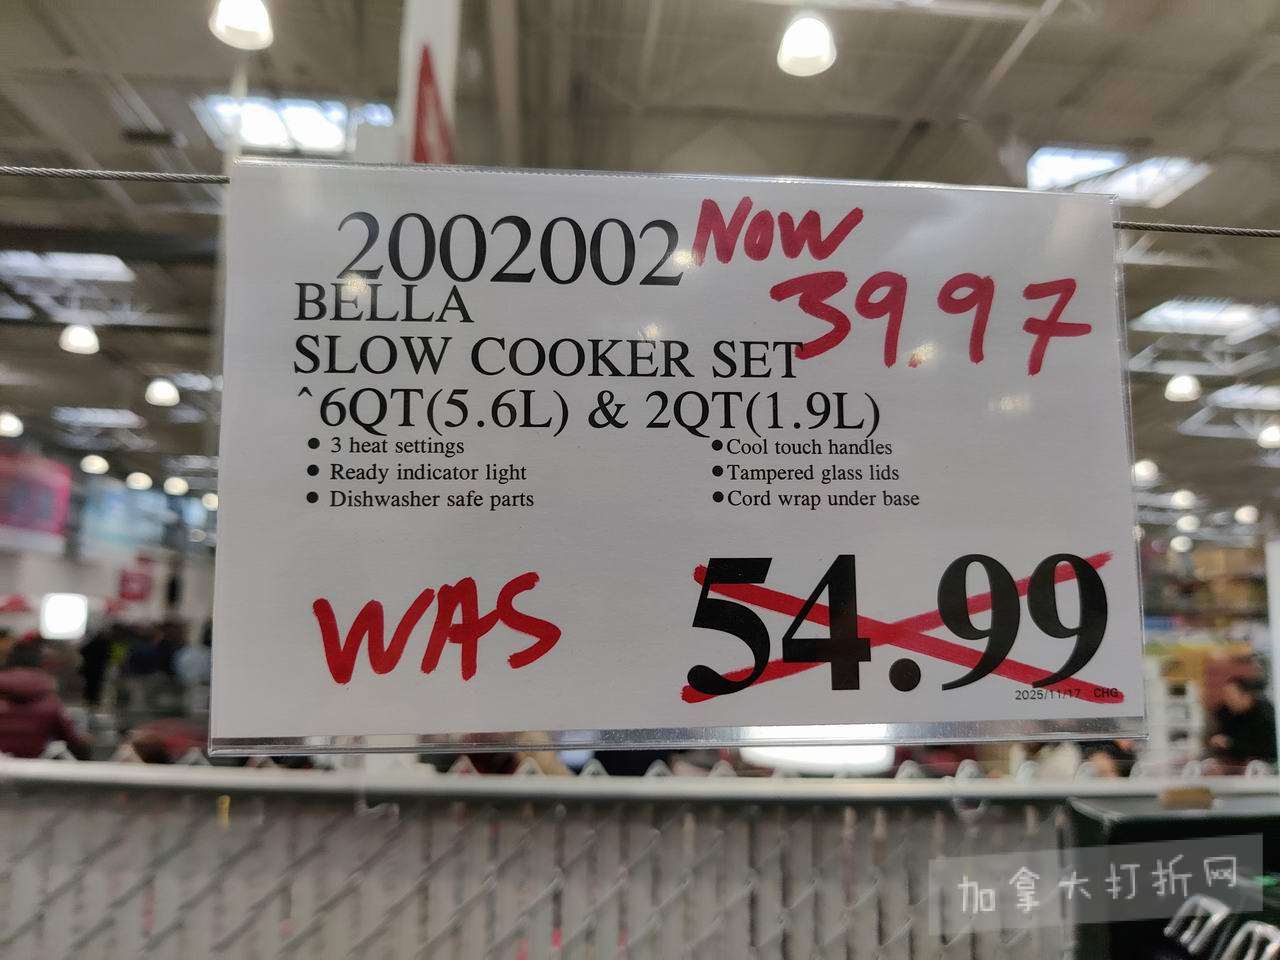 2002002 NOW
39.97
BELLA
SLOW COOKER SET
^6QT(5.6L) & 2QT(1.9L)
• 3 heat settings
• Ready indicator light
• Dishwasher safe parts
• Cool touch handles
• Tampered glass lids
• Cord wrap under base
WAS 54.99
2025/11/17 CHG
加拿大打折网